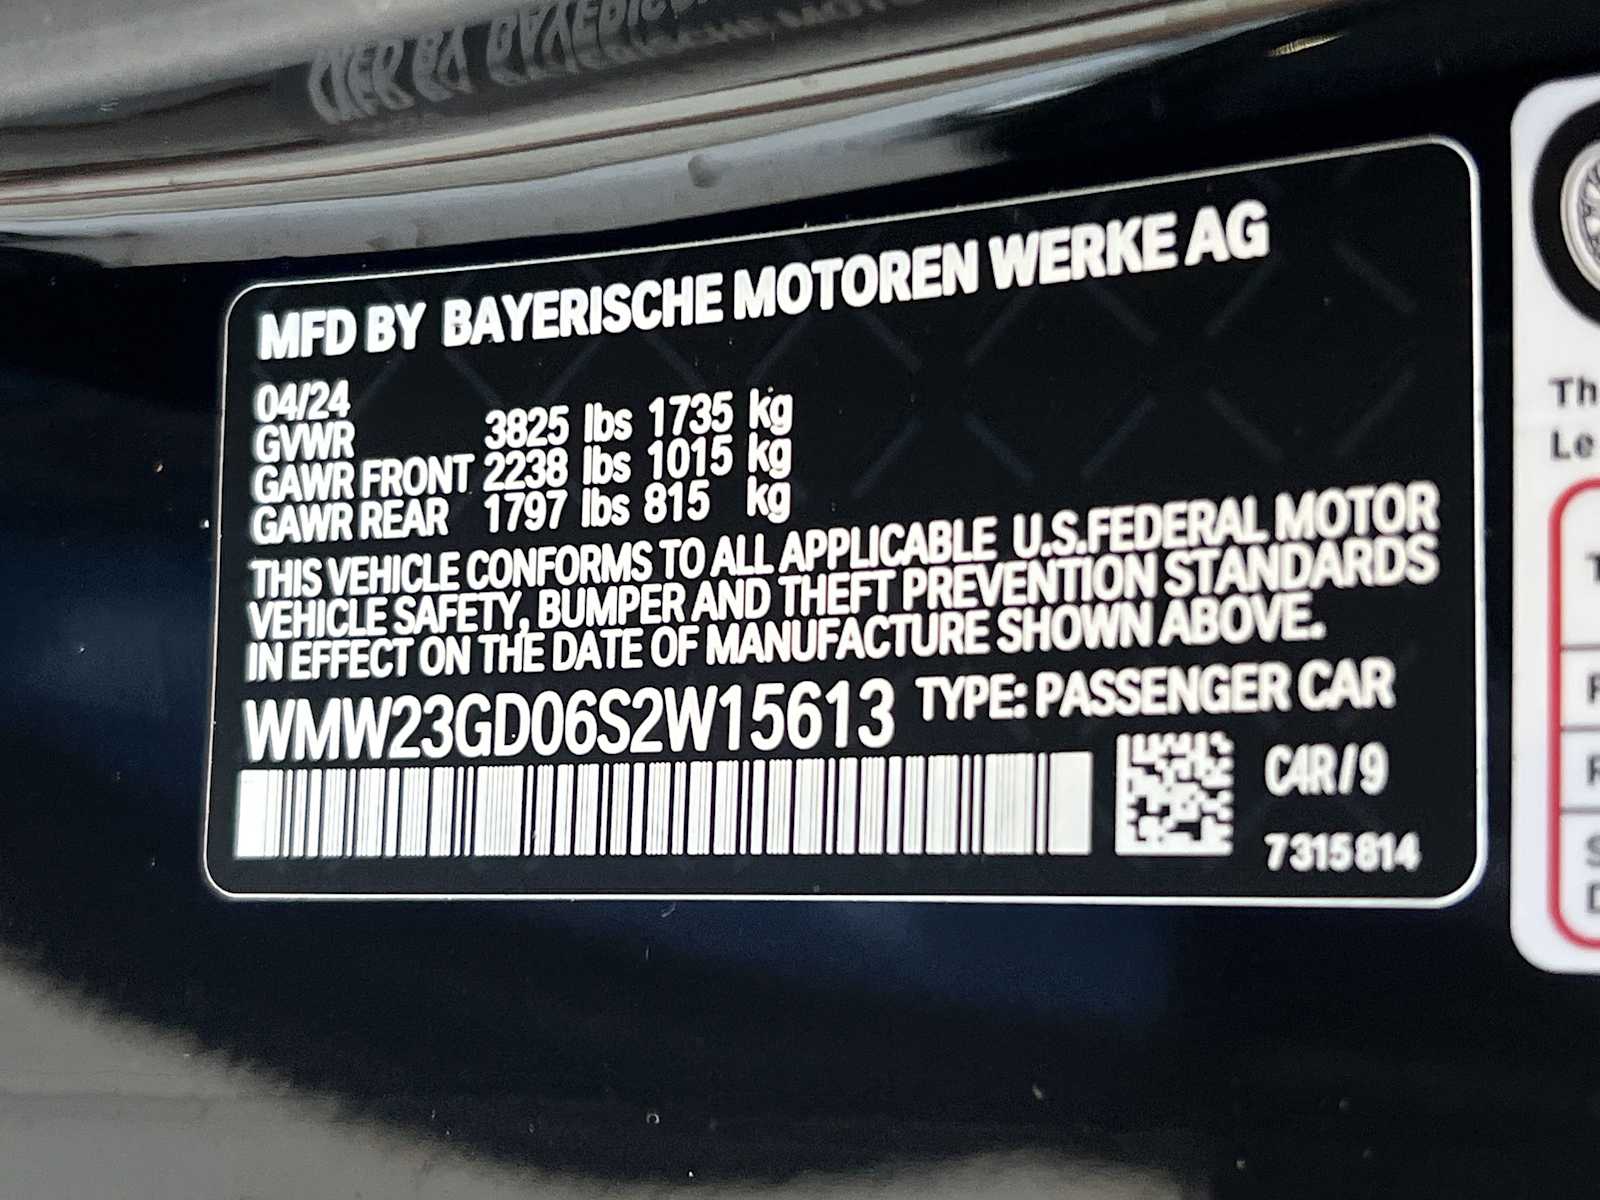 MFD BY BAYERISCHE MOTOREN WERKE AG
04/24
GVWR 3825 lbs 1735 kg
GAWR FRONT 2238 lbs 1015 kg
GAWR REAR 1797 lbs 815 kg
THIS VEHICLE CONFORMS TO ALL APPLICABLE U.S.FEDERAL MOTOR
VEHICLE SAFETY, BUMPER AND THEFT PREVENTION STANDARDS
IN EFFECT ON THE DATE OF MANUFACTURE SHOWN ABOVE.
WMW23GD06S2W15613 TYPE: PASSENGER CAR
C4R/9
7315814
Th
Le